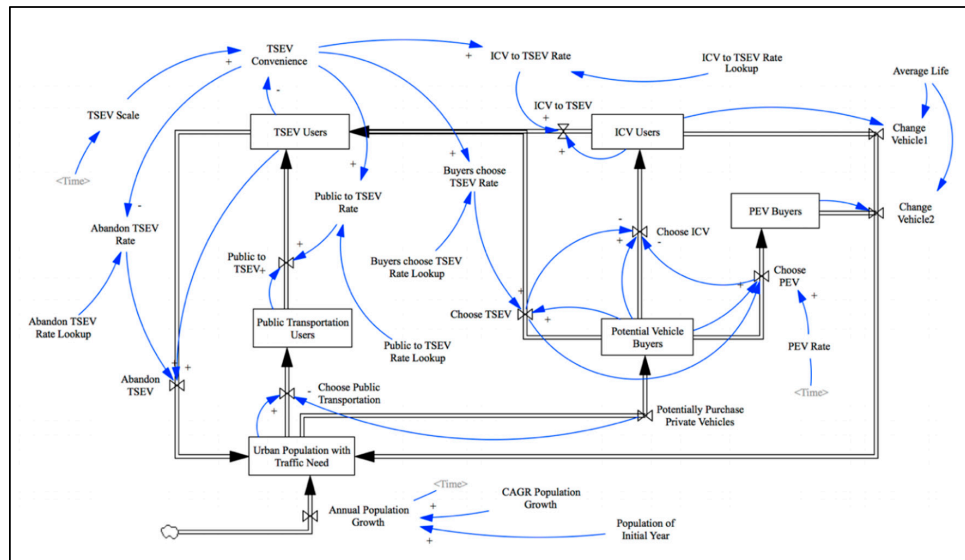 TSEV
Convenience
ICV to TSEV Rate
ICV to TSEV Rate
Lookup
Average Life
TSEV Scale
ICV to TSEV
TSEV Users
ICV Users
Change
Vehicle1
<Time>
Buyers choose
TSEV Rate
Public to TSEV
Rate
PEV Buyers
Change
Vehicle2
Abandon TSEV
Rate
Choose ICV
Public to
TSEV
Buyers choose TSEV
Rate Lookup
Choose
PEV
Abandon TSEV
Rate Lookup
Public Transportation
Users
Choose TSEV
Potential Vehicle
Buyers
Public to TSEV
Rate Lookup
PEV Rate
Abandon
TSEV
Choose Public
Transportation
<Time>
Potentially Purchase
Private Vehicles
Urban Population with
Traffic Need
<Time>
CAGR Population
Growth
Annual Population
Growth
Population of
Initial Year